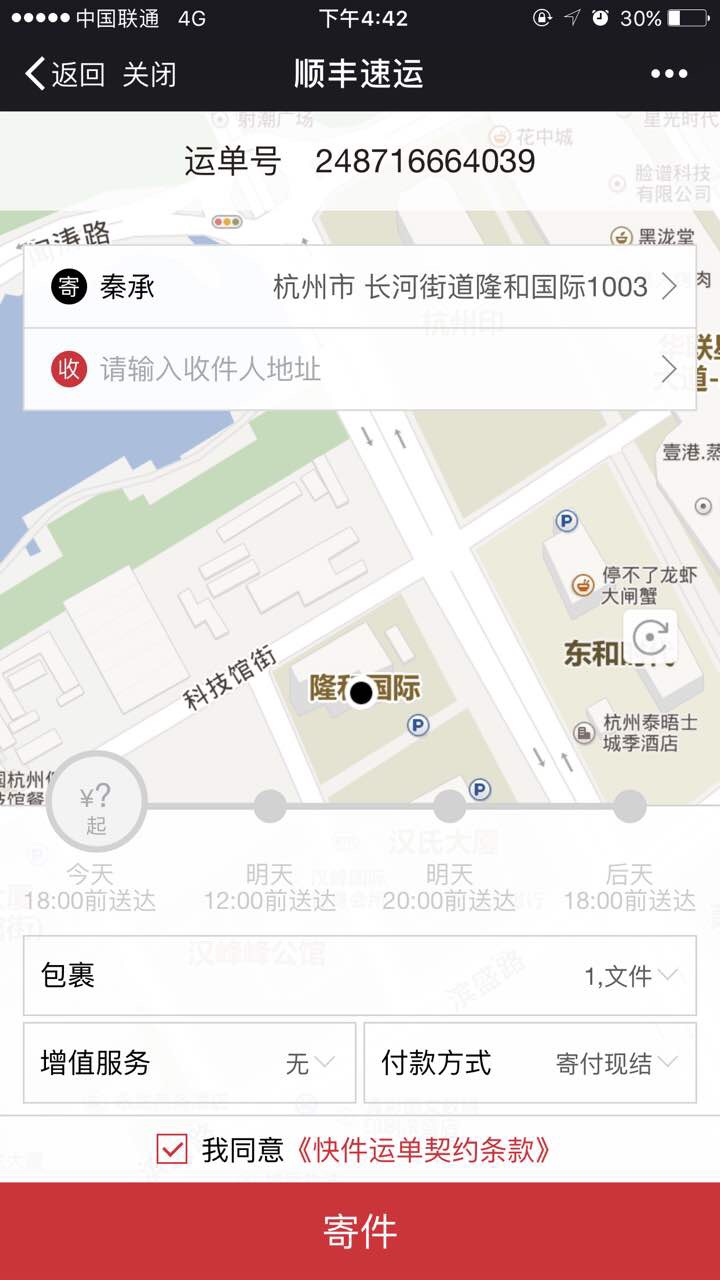 中国联通 4G 下午4:42 30%
返回 关闭 顺丰速运
射潮广场
花中城
星光时代
运单号 248716664039
脸谱科技
有限公司
闻涛路
黑泷堂
寄 秦承 杭州市 长河街道隆和国际1003
肉
杭州印
华联星
大道-
收 请输入收件人地址
壹港.蒸
P
停不了龙虾
大闸蟹
东和时代
科技馆街
隆和国际
P
杭州泰晤士
城季酒店
P
¥?
起
汉氏大厦
今天 明天 明天 后天
18:00前送达 12:00前送达 20:00前送达 18:00前送达
汉峰峰公馆
包裹 1,文件
滨盛路
增值服务 无 付款方式 寄付现结
我同意《快件运单契约条款》
寄件